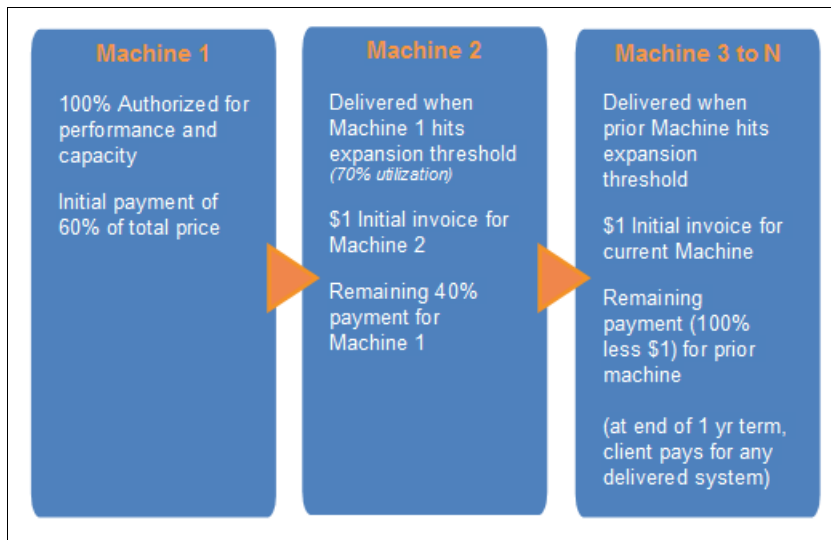 Machine 1
100% Authorized for
performance and
capacity
Initial payment of
60% of total price
Machine 2
Delivered when
Machine 1 hits
expansion threshold
(70% utilization)
$1 Initial invoice for
Machine 2
Remaining 40%
payment for
Machine 1
Machine 3 to N
Delivered when
prior Machine hits
expansion
threshold
$1 Initial invoice for
current Machine
Remaining
payment (100%
less $1) for prior
machine
(at end of 1 yr term,
client pays for any
delivered system)